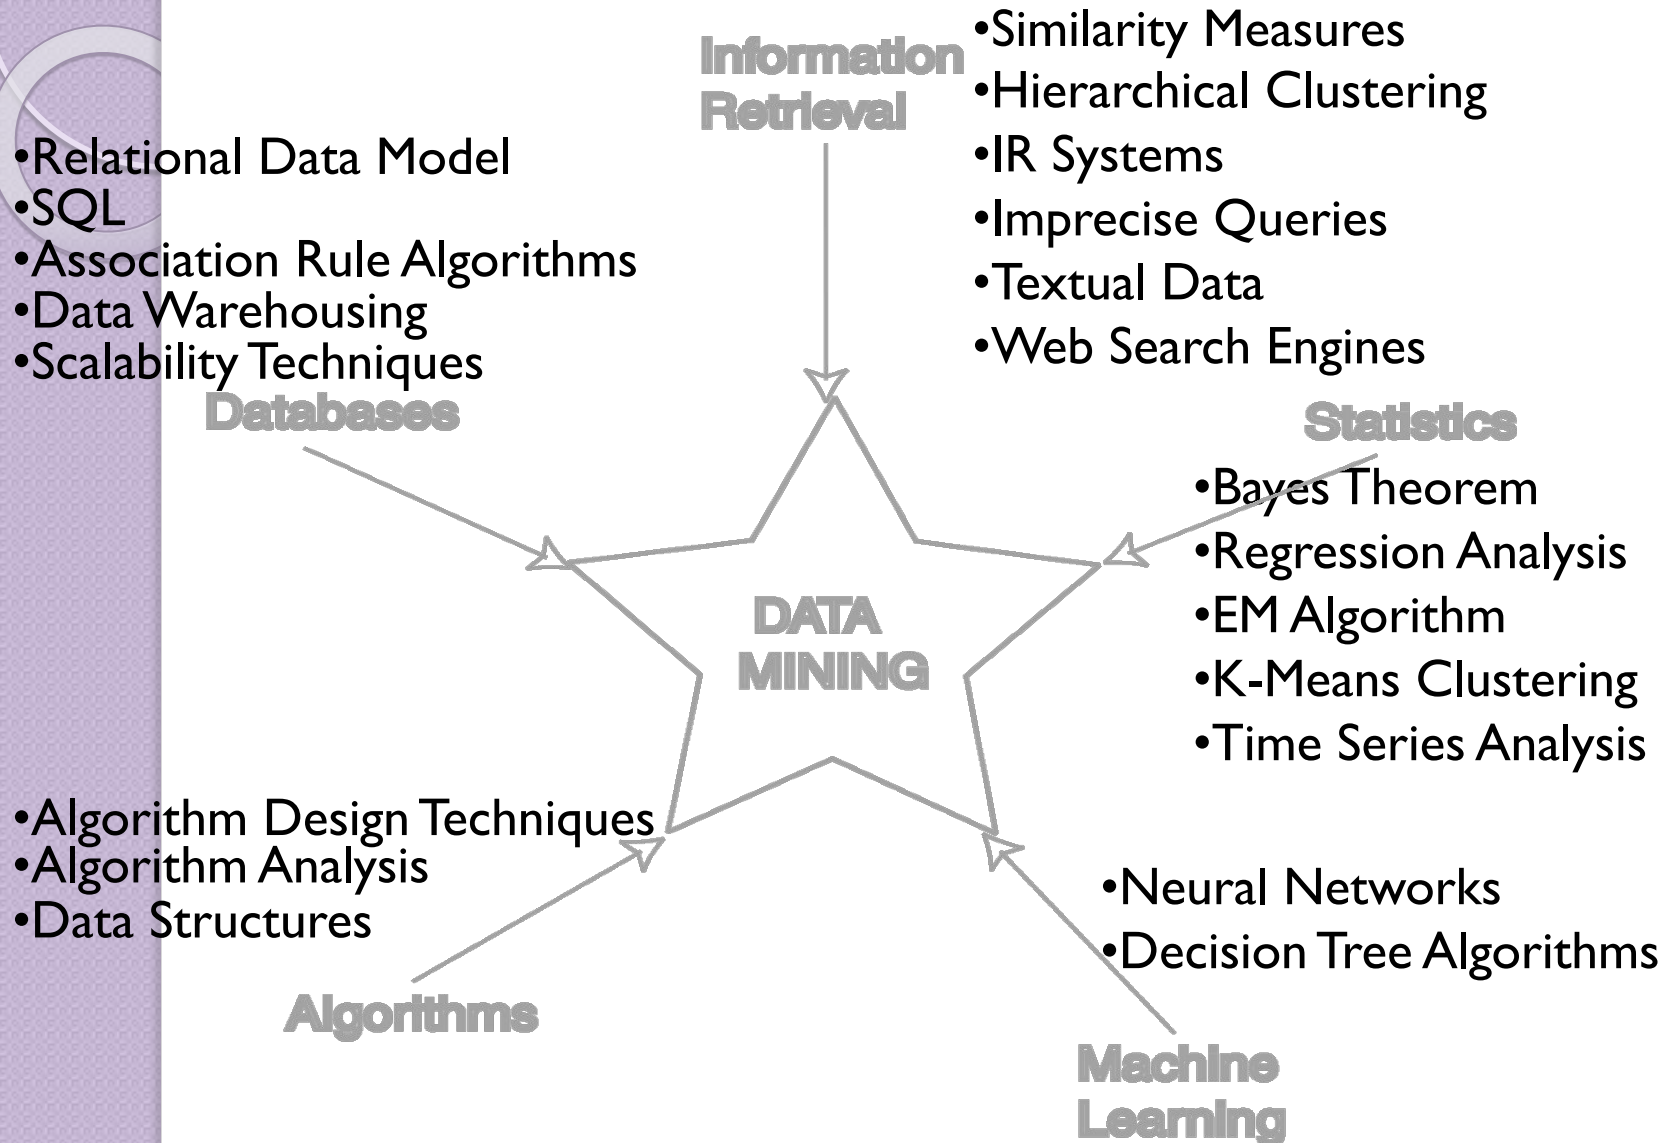 Information
Retrieval
•Similarity Measures
•Hierarchical Clustering
•IR Systems
•Imprecise Queries
•Textual Data
•Web Search Engines
•Relational Data Model
•SQL
•Association Rule Algorithms
•Data Warehousing
•Scalability Techniques
Databases
Statistics
•Bayes Theorem
•Regression Analysis
•EM Algorithm
•K-Means Clustering
•Time Series Analysis
DATA
MINING
•Algorithm Design Techniques
•Algorithm Analysis
•Data Structures
Algorithms
•Neural Networks
•Decision Tree Algorithms
Machine
Learning